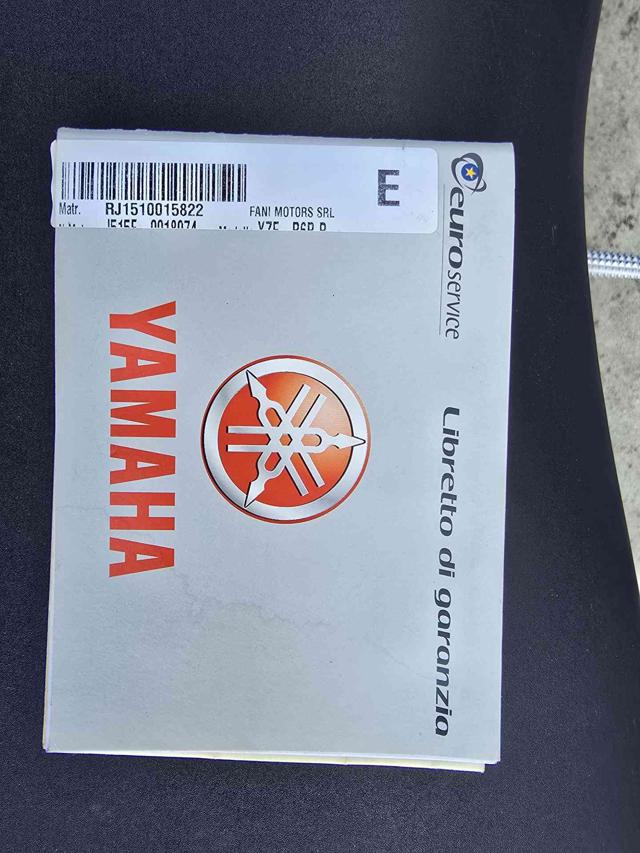 euroservice
Libretto di garanzia
YAMAHA
E
Matr. RJ1510015822 FANI MOTORS SRL